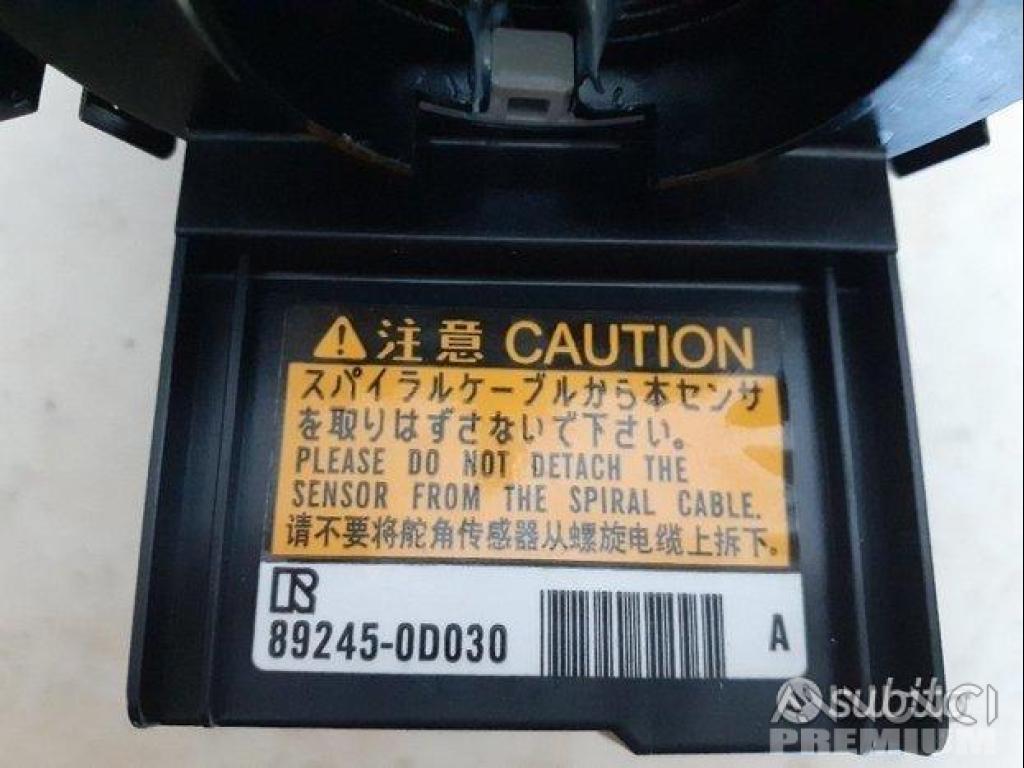 注意 CAUTION
スパイラルケーブルから本センサ
を取りはずさないで下さい。
PLEASE DO NOT DETACH THE
SENSOR FROM THE SPIRAL CABLE.
请不要将舵角传感器从螺旋电缆上拆下。
89245-0D030
A
subito
PREMIUM